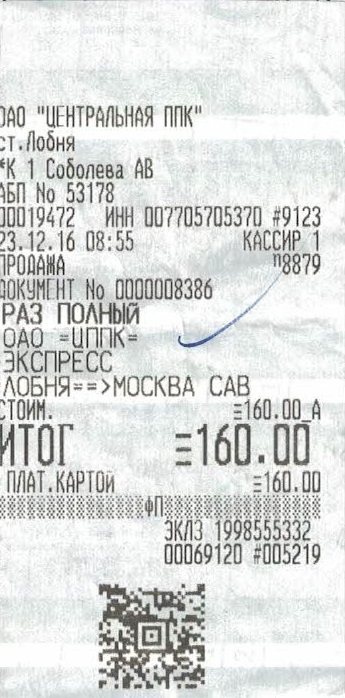 ОАО "ЦЕНТРАЛЬНАЯ ППК"
ст.Лобня
*К 1 Соболева АВ
АБП No 53178
00019472 ИНН 007705705370 #9123
23.12.16 08:55 КАССИР 1
ПРОДАЖА п8879
ДОКУМЕНТ No 0000008386
РАЗ ПОЛНЫЙ
ОАО =ЦППК=
ЭКСПРЕСС
ЛОБНЯ==>МОСКВА САВ
СТОИМ. ≡160.00_А
ИТОГ ≡160.00
ПЛАТ.КАРТОЙ ≡160.00
ФП
ЭКЛЗ 1998555332
00069120 #005219